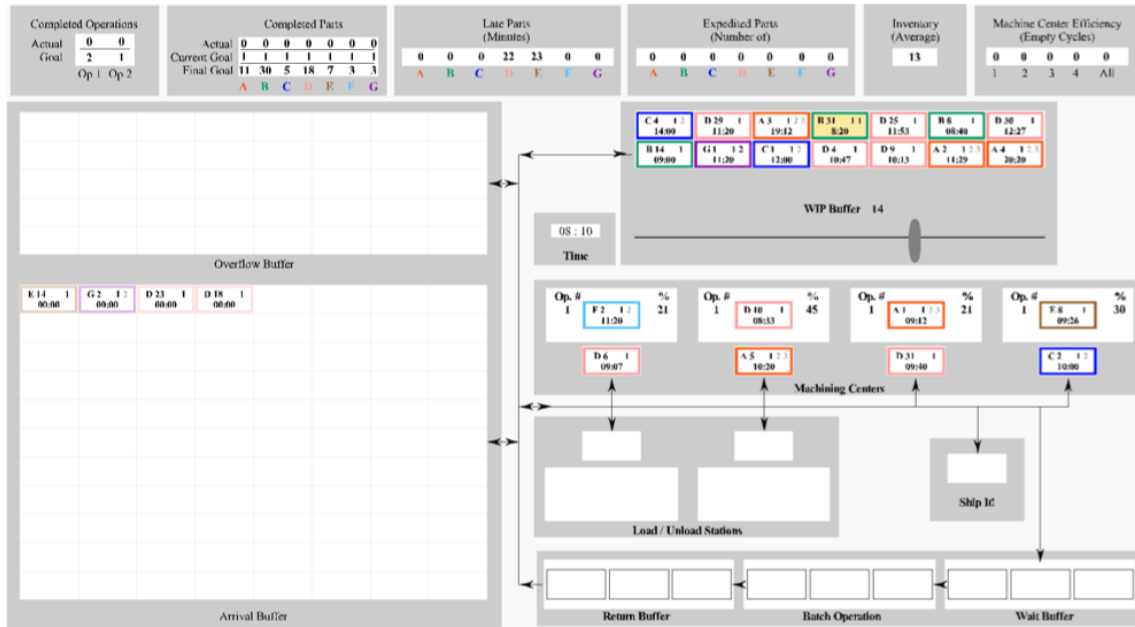 Completed Operations
Actual 0 0
Goal 2 1
Op 1 Op 2
Completed Parts
Actual 0 0 0 0 0 0 0
Current Goal 1 1 1 1 1 1 1
Final Goal 11 30 5 18 7 3 3
A B C D E F G
Late Parts
(Minutes)
0 0 0 22 23 0 0
A B C D E F G
Expedited Parts
(Number of)
0 0 0 0 0 0 0
A B C D E F G
Inventory
(Average)
13
Machine Center Efficiency
(Empty Cycles)
0 0 0 0 0
1 2 3 4 All
C 4 1 2 D 29 1 A 3 1 2 3 B 31 1 1 D 25 1 B 8 1 D 30 1
14:00 11:20 19:12 8:20 11:53 08:40 12:27
B 14 1 G 1 1 2 C 1 1 2 D 4 1 D 9 1 A 2 1 2 3 A 4 1 2 3
09:00 11:20 12:00 10:47 10:13 11:29 20:20
WIP Buffer 14
08 : 10
Time
Overflow Buffer
E 14 1 G 2 1 2 D 23 1 D 18 1
00:00 00:00 00:00 00:00
Arrival Buffer
Op. # % Op. # % Op. # % Op. # %
1 F 2 1 2 21 1 D 10 1 45 1 A 1 1 2 3 21 1 E 8 1 30
11:20 08:33 09:12 09:26
D 6 1 A 5 1 2 3 D 31 1 C 2 1 2
09:07 10:20 09:40 10:00
Machining Centers
Load / Unload Stations
Ship It!
Return Buffer
Batch Operation
Wait Buffer